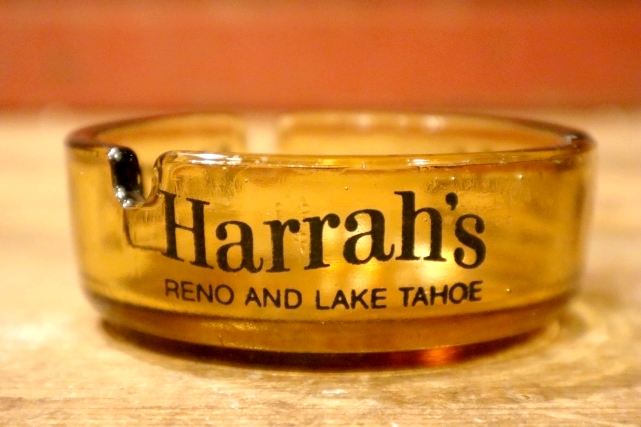 Harrah's
RENO AND LAKE TAHOE